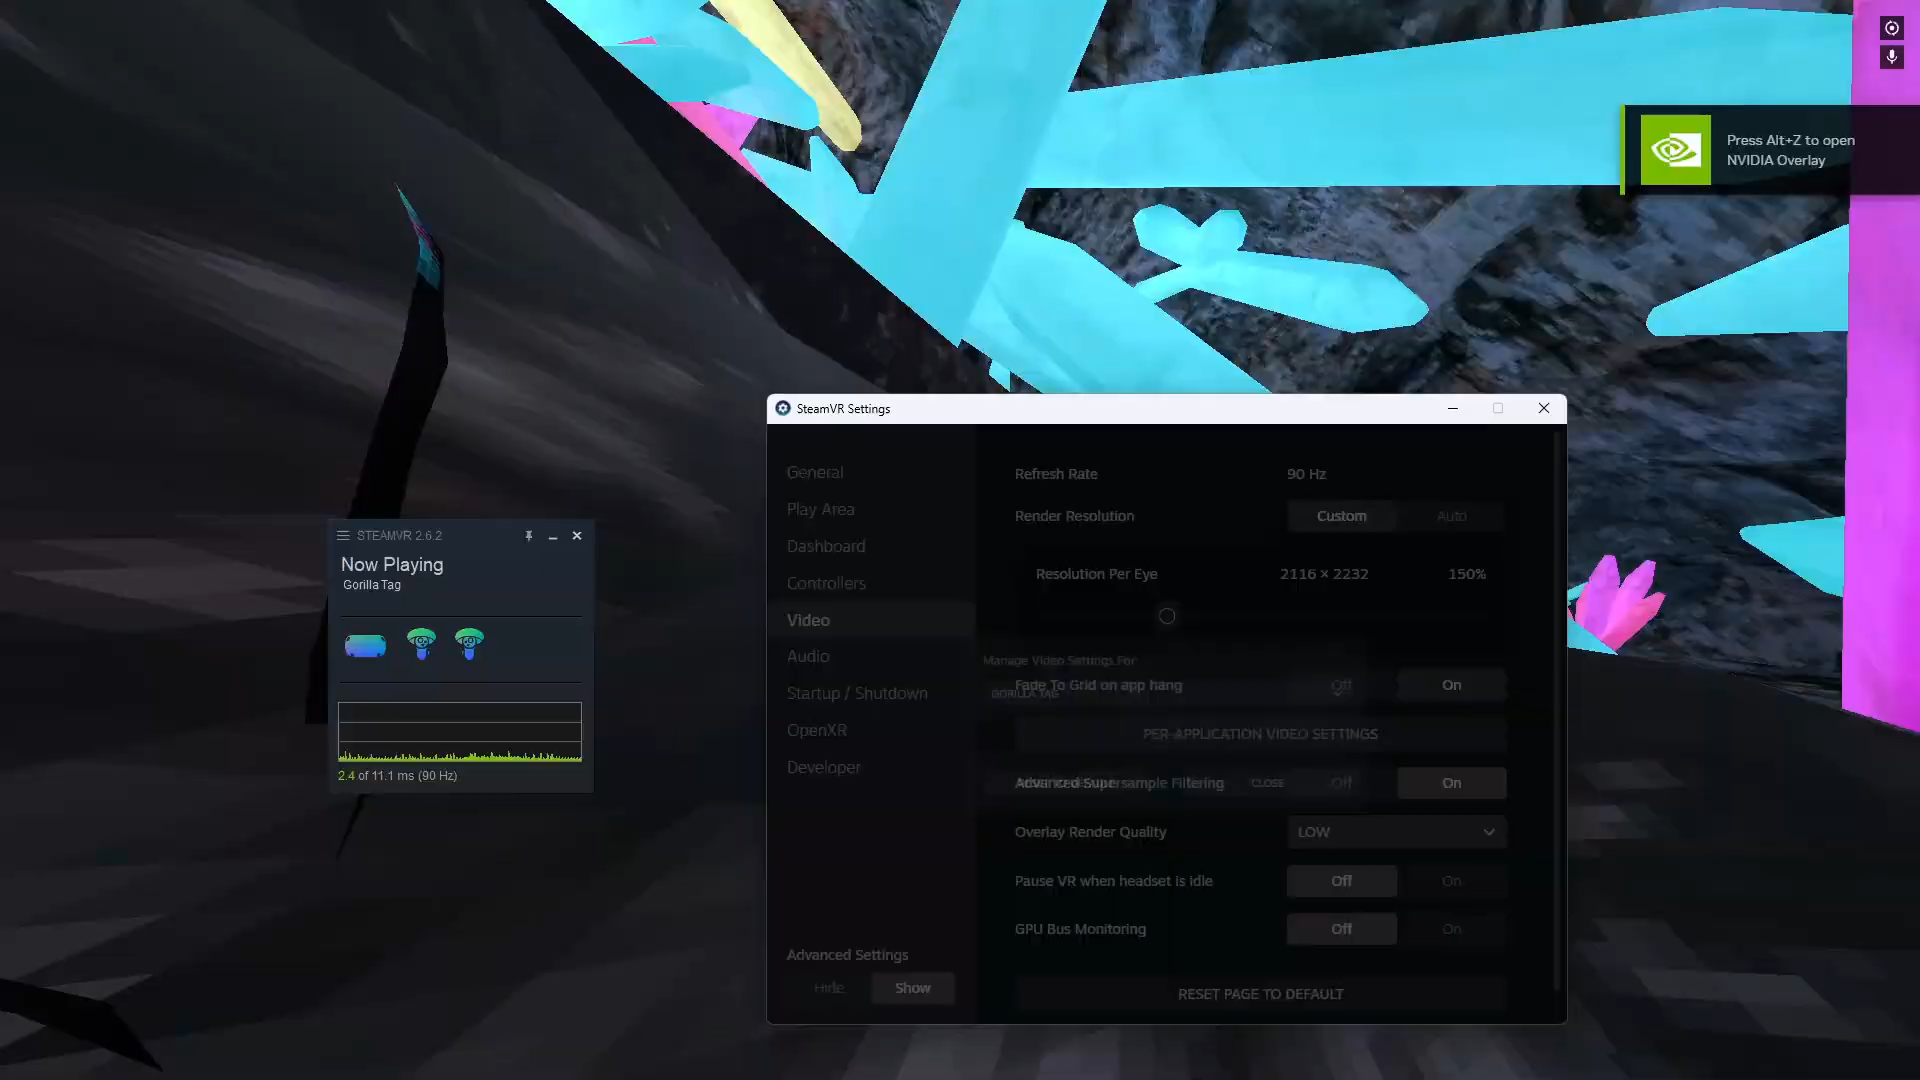 Press Alt+Z to open
NVIDIA Overlay
SteamVR Settings
General
Play Area
Dashboard
Controllers
Video
Audio
Startup / Shutdown
OpenXR
Developer
Advanced Settings
Hide Show
Refresh Rate 90 Hz
Render Resolution Custom Auto
Resolution Per Eye 2116 × 2232 150%
Manage Video Settings For
Fade To Grid on app hang Off On
GORILLA TAG
PER-APPLICATION VIDEO SETTINGS
Advanced Supersample Filtering Off On
CLOSE
Overlay Render Quality LOW
Pause VR when headset is idle Off On
GPU Bus Monitoring Off On
RESET PAGE TO DEFAULT
STEAMVR 2.6.2
Now Playing
Gorilla Tag
2.4 of 11.1 ms (90 Hz)